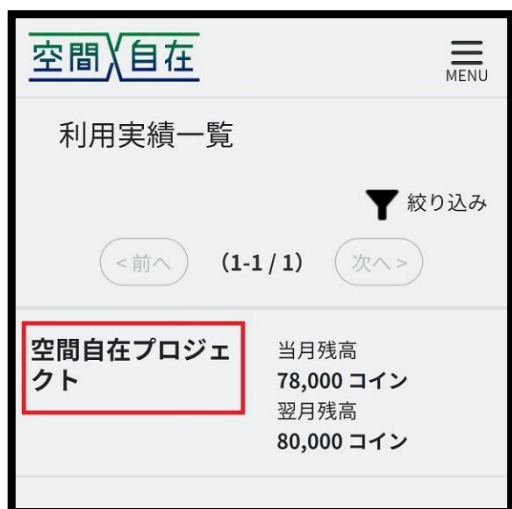 空間自在
MENU
利用実績一覧
絞り込み
<前へ
(1-1 / 1)
次へ>
空間自在プロジェ
クト
当月残高
78,000 コイン
翌月残高
80,000 コイン